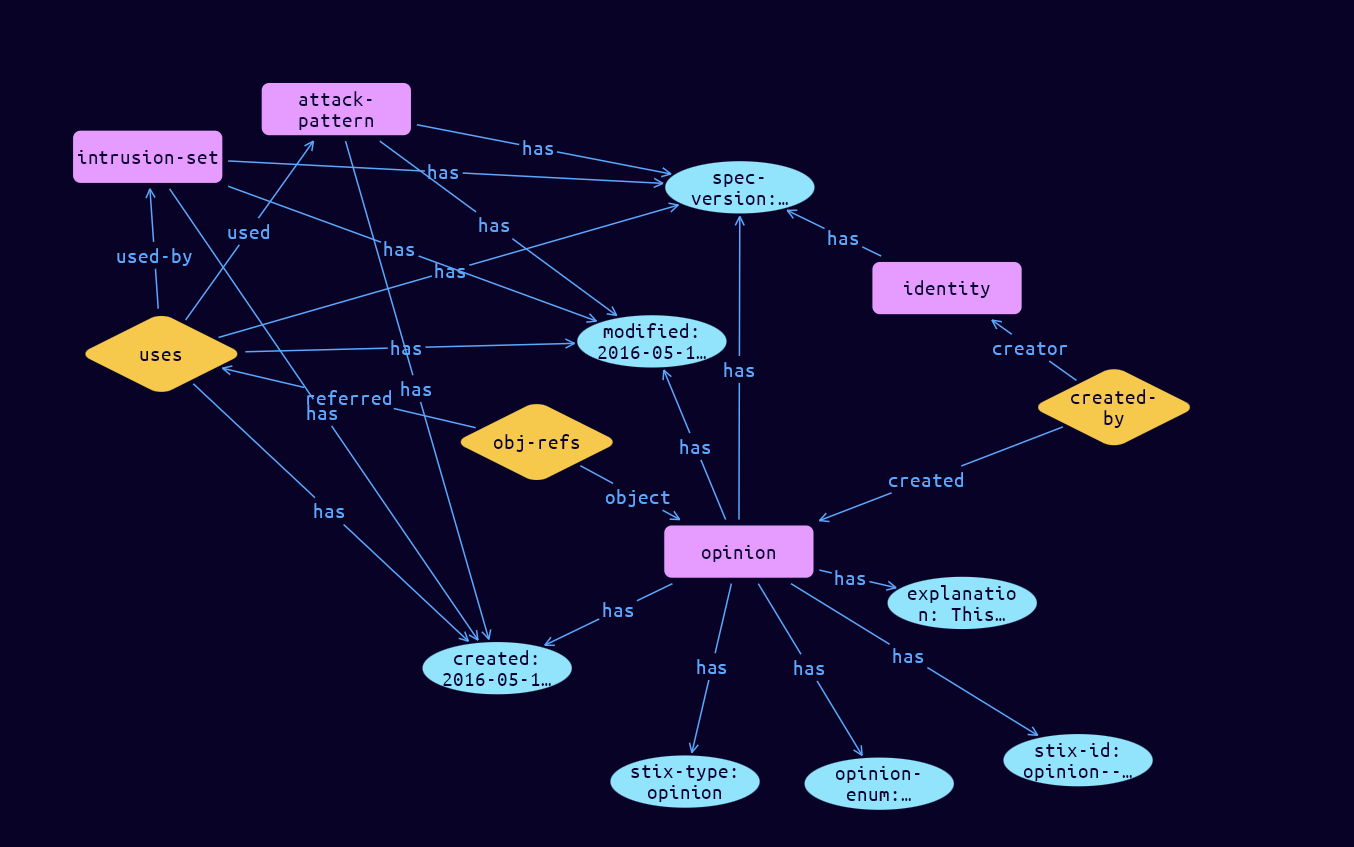 attack-
pattern
has
intrusion-set
has
spec-
version:…
has
used
has
has
used-by
has
identity
modified:
2016-05-1…
has
creator
uses
has
has
referred
has
created-
by
obj-refs
has
object
created
has
opinion
has
explanatio
n: This…
has
created:
2016-05-1…
has
has
has
stix-type:
opinion
opinion-
enum:…
stix-id:
opinion--…